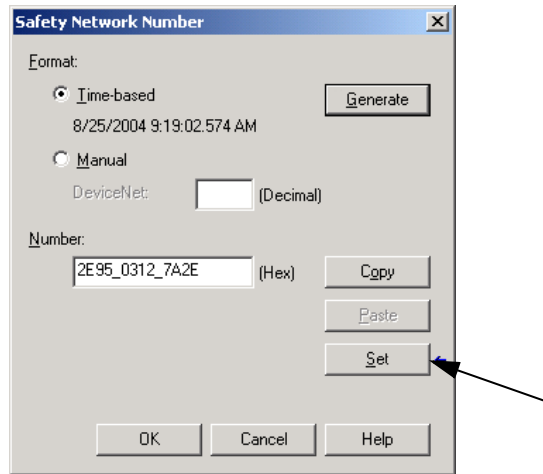 Safety Network Number
Format:
Time-based
Generate
8/25/2004 9:19:02.574 AM
Manual
DeviceNet: (Decimal)
Number:
2E95_0312_7A2E (Hex) Copy
Paste
Set
OK Cancel Help